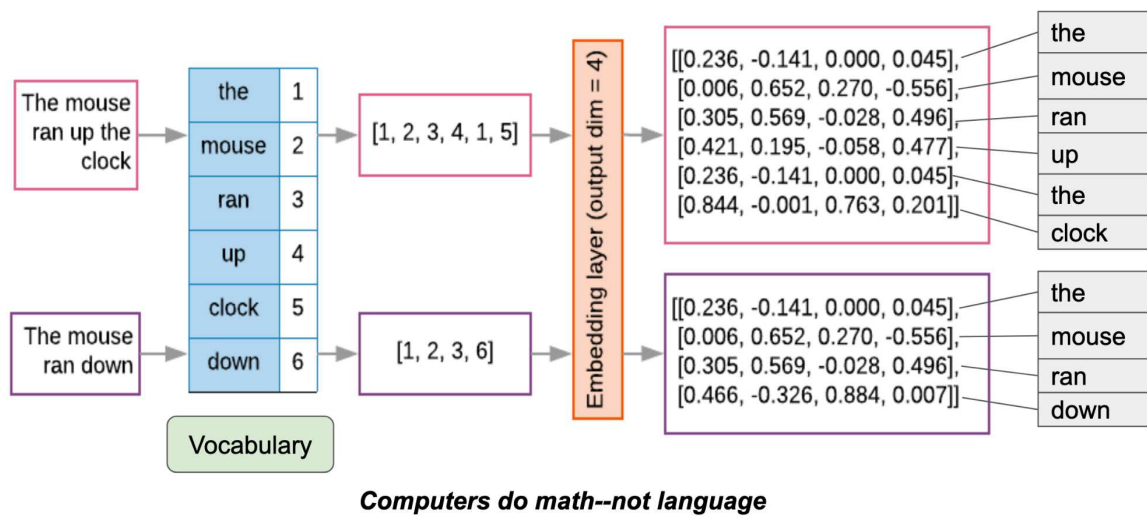 The mouse
ran up the
clock
the 1
mouse 2
ran 3
up 4
clock 5
down 6
[1, 2, 3, 4, 1, 5]
Embedding layer (output dim = 4)
[[0.236, -0.141, 0.000, 0.045],
[0.006, 0.652, 0.270, -0.556],
[0.305, 0.569, -0.028, 0.496],
[0.421, 0.195, -0.058, 0.477],
[0.236, -0.141, 0.000, 0.045],
[0.844, -0.001, 0.763, 0.201]]
the
mouse
ran
up
the
clock
The mouse
ran down
[1, 2, 3, 6]
[[0.236, -0.141, 0.000, 0.045],
[0.006, 0.652, 0.270, -0.556],
[0.305, 0.569, -0.028, 0.496],
[0.466, -0.326, 0.884, 0.007]]
the
mouse
ran
down
Vocabulary
Computers do math--not language